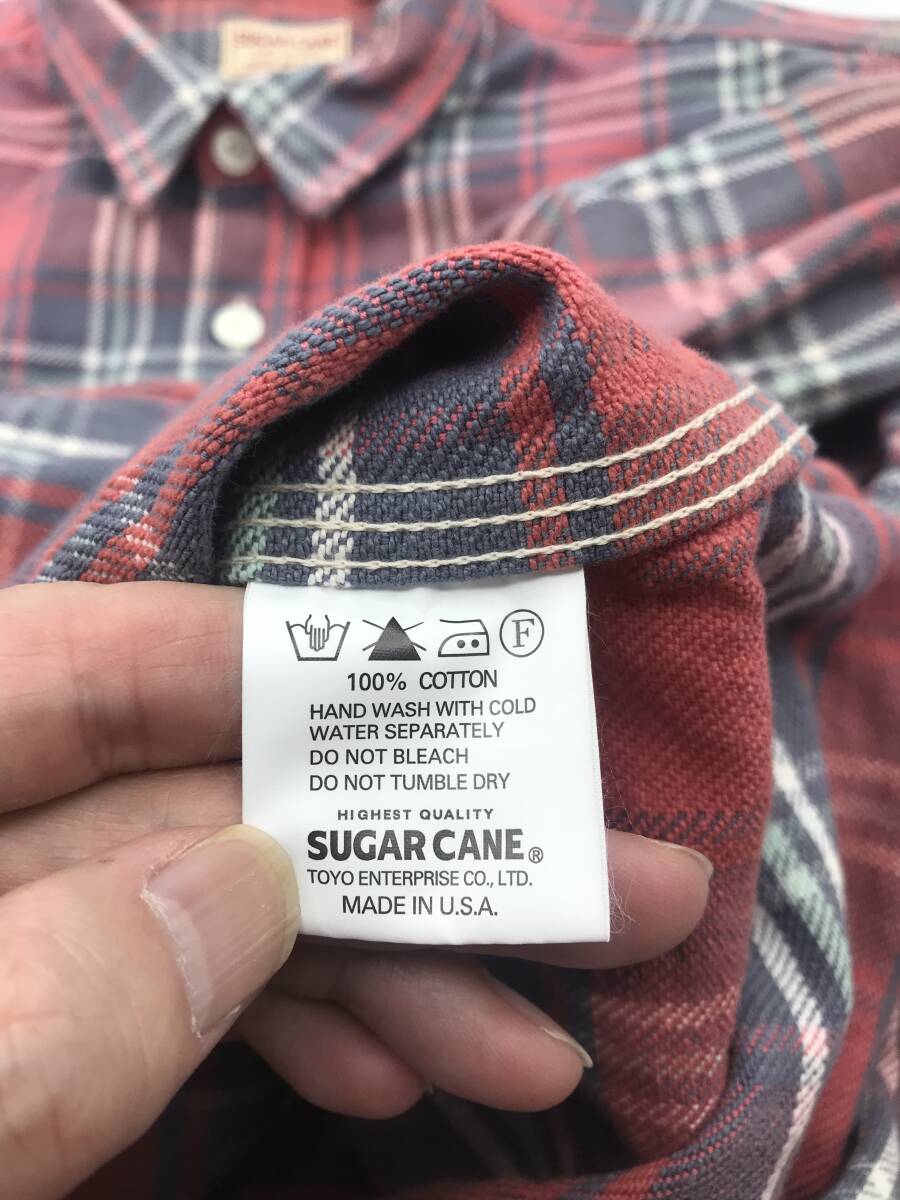 F
100% COTTON
HAND WASH WITH COLD
WATER SEPARATELY
DO NOT BLEACH
DO NOT TUMBLE DRY
HIGHEST QUALITY
SUGAR CANE®
TOYO ENTERPRISE CO., LTD.
MADE IN U.S.A.